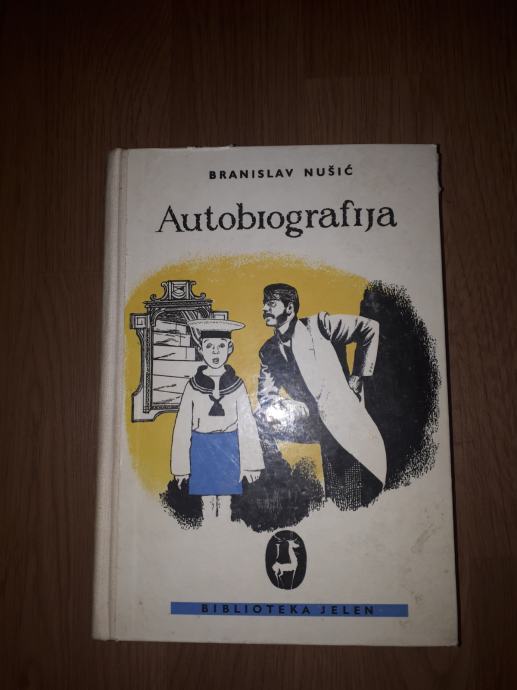 BRANISLAV NUŠIĆ
Autobiografija
BIBLIOTEKA JELEN